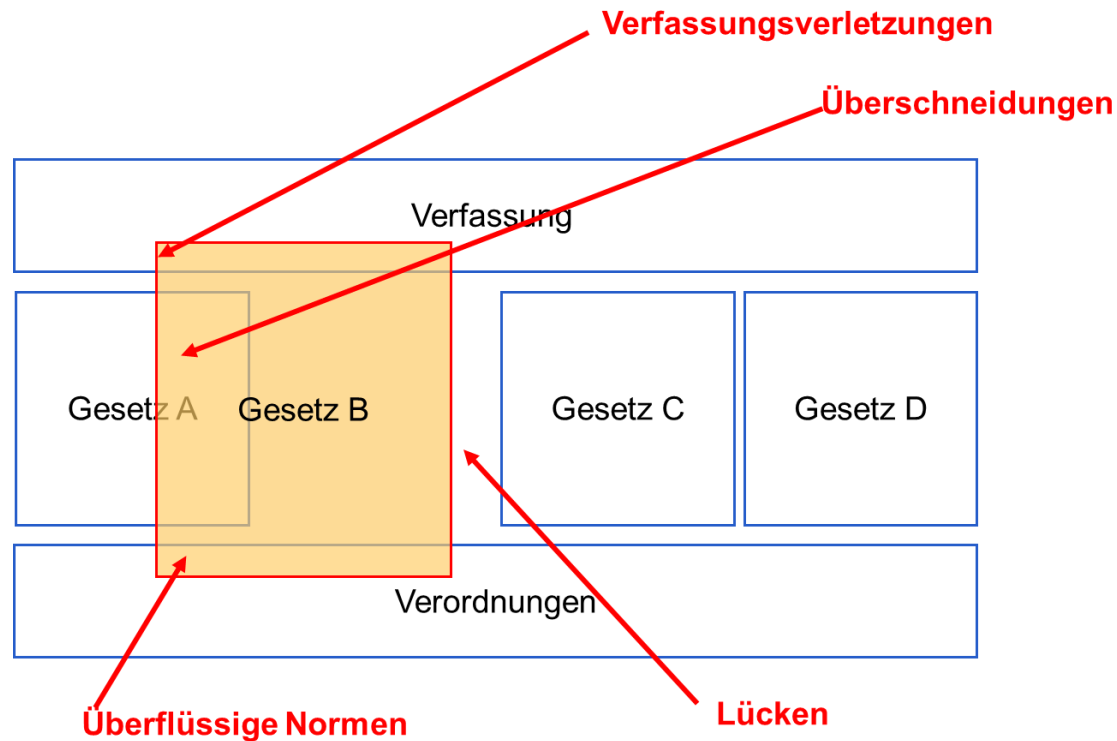 Verfassungsverletzungen
Überschneidungen
Verfassung
Gesetz A
Gesetz B
Gesetz C
Gesetz D
Verordnungen
Überflüssige Normen
Lücken